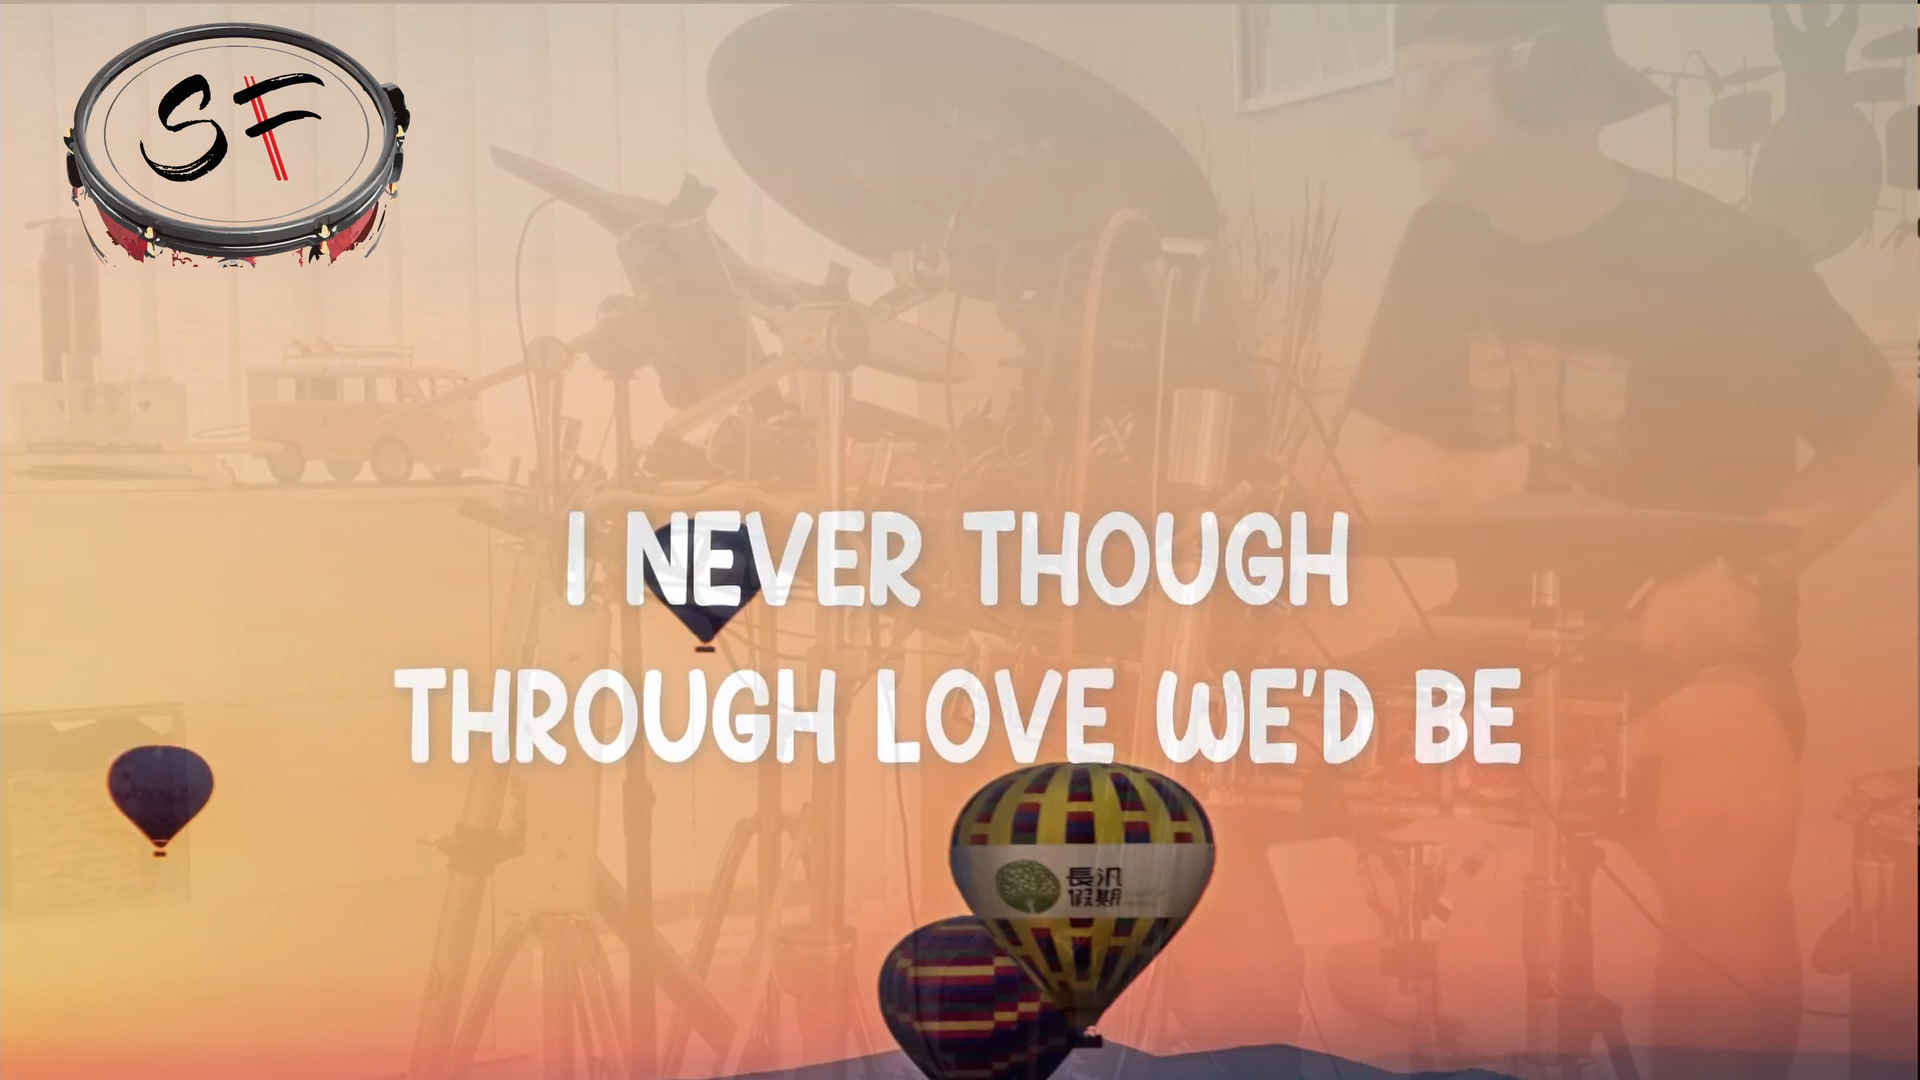 SF
I NEVER THOUGH
THROUGH LOVE WE'D BE
長汎
假期